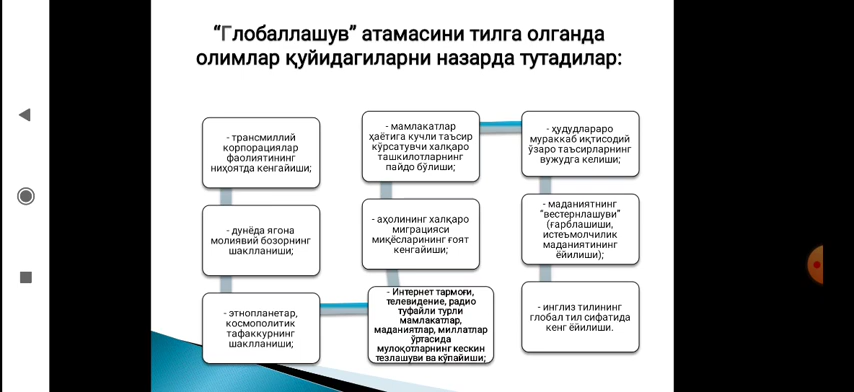 “Глобаллашув” атамасини тилга олганда
олимлар қуйидагиларни назарда тутадилар:
- трансмиллий
корпорациялар
фаолиятининг
ниҳоятда кенгайиши;
- дунёда ягона
молиявий бозорнинг
шаклланиши;
- этнопланетар,
космополитик
тафаккурнинг
шаклланиши;
- Интернет тармоғи,
телевидение, радио
туфайли турли
мамлакатлар,
маданиятлар, миллатлар
ўртасида
мулоқотларнинг кескин
тезлашуви ва кўпайиши;
- аҳолининг халқаро
миграцияси
миқёсларининг ғоят
кенгайиши;
- мамлакатлар
ҳаётига кучли таъсир
кўрсатувчи халқаро
ташкилотларнинг
пайдо бўлиши;
- ҳудудлараро
мураккаб иқтисодий
ўзаро таъсирларнинг
вужудга келиши;
- маданиятнинг
“вестернлашуви”
(ғарблашиши,
истеъмолчилик
маданиятининг
ёйилиши);
- инглиз тилининг
глобал тил сифатида
кенг ёйилиши.